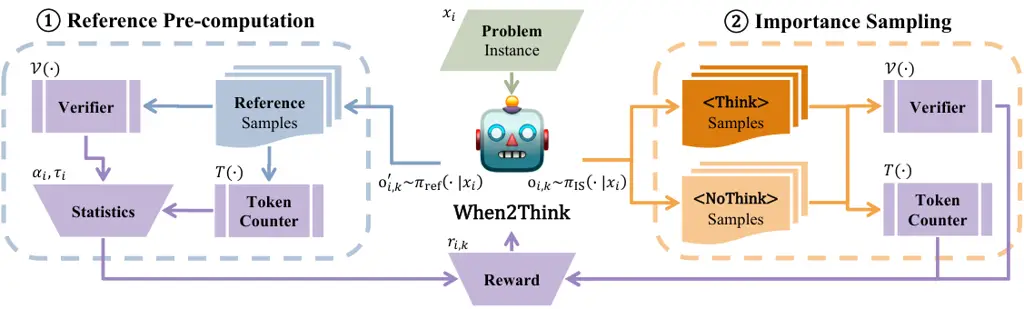 ① Reference Pre-computation
𝒱(·)
Verifier
Reference
Samples
α_i, τ_i
T(·)
Statistics
Token
Counter
x_i
Problem
Instance
o′_{i,k}~π_ref(· |x_i)
o_{i,k}~π_IS(· |x_i)
When2Think
r_{i,k}
Reward
② Importance Sampling
<Think>
Samples
𝒱(·)
Verifier
<NoThink>
Samples
T(·)
Token
Counter